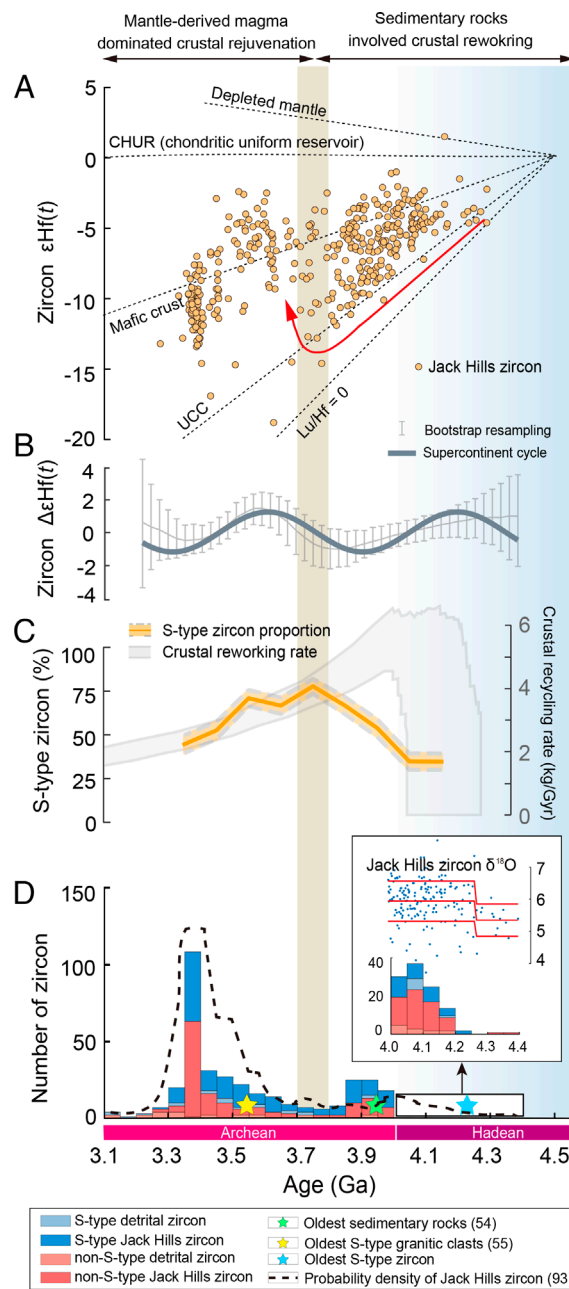 Mantle-derived magma
dominated crustal rejuvenation
Sedimentary rocks
involved crustal rewokring
A
5
0
-5
-10
-15
-20
Zircon εHf(t)
Depleted mantle
CHUR (chondritic uniform reservoir)
Mafic crust
UCC
Lu/Hf = 0
Jack Hills zircon
B
4
2
0
-2
-4
Zircon ΔεHf(t)
Bootstrap resampling
Supercontinent cycle
C
S-type zircon proportion
Crustal reworking rate
100
75
50
25
0
S-type zircon (%)
6
5
4
3
2
1
0
Crustal recycling
rate (kg/Gyr)
D
150
100
50
0
Number of zircon
Jack Hills zircon δ18O
7
6
5
4
40
20
0
4.0 4.1 4.2 4.3 4.4
Archean
Hadean
3.1 3.3 3.5 3.7 3.9 4.1 4.3 4.5
Age (Ga)
S-type detrital zircon
S-type Jack Hills zircon
non-S-type detrital zircon
non-S-type Jack Hills zircon
Oldest sedimentary rocks (54)
Oldest S-type granitic clasts (55)
Oldest S-type zircon
Probability density of Jack Hills zircon (93